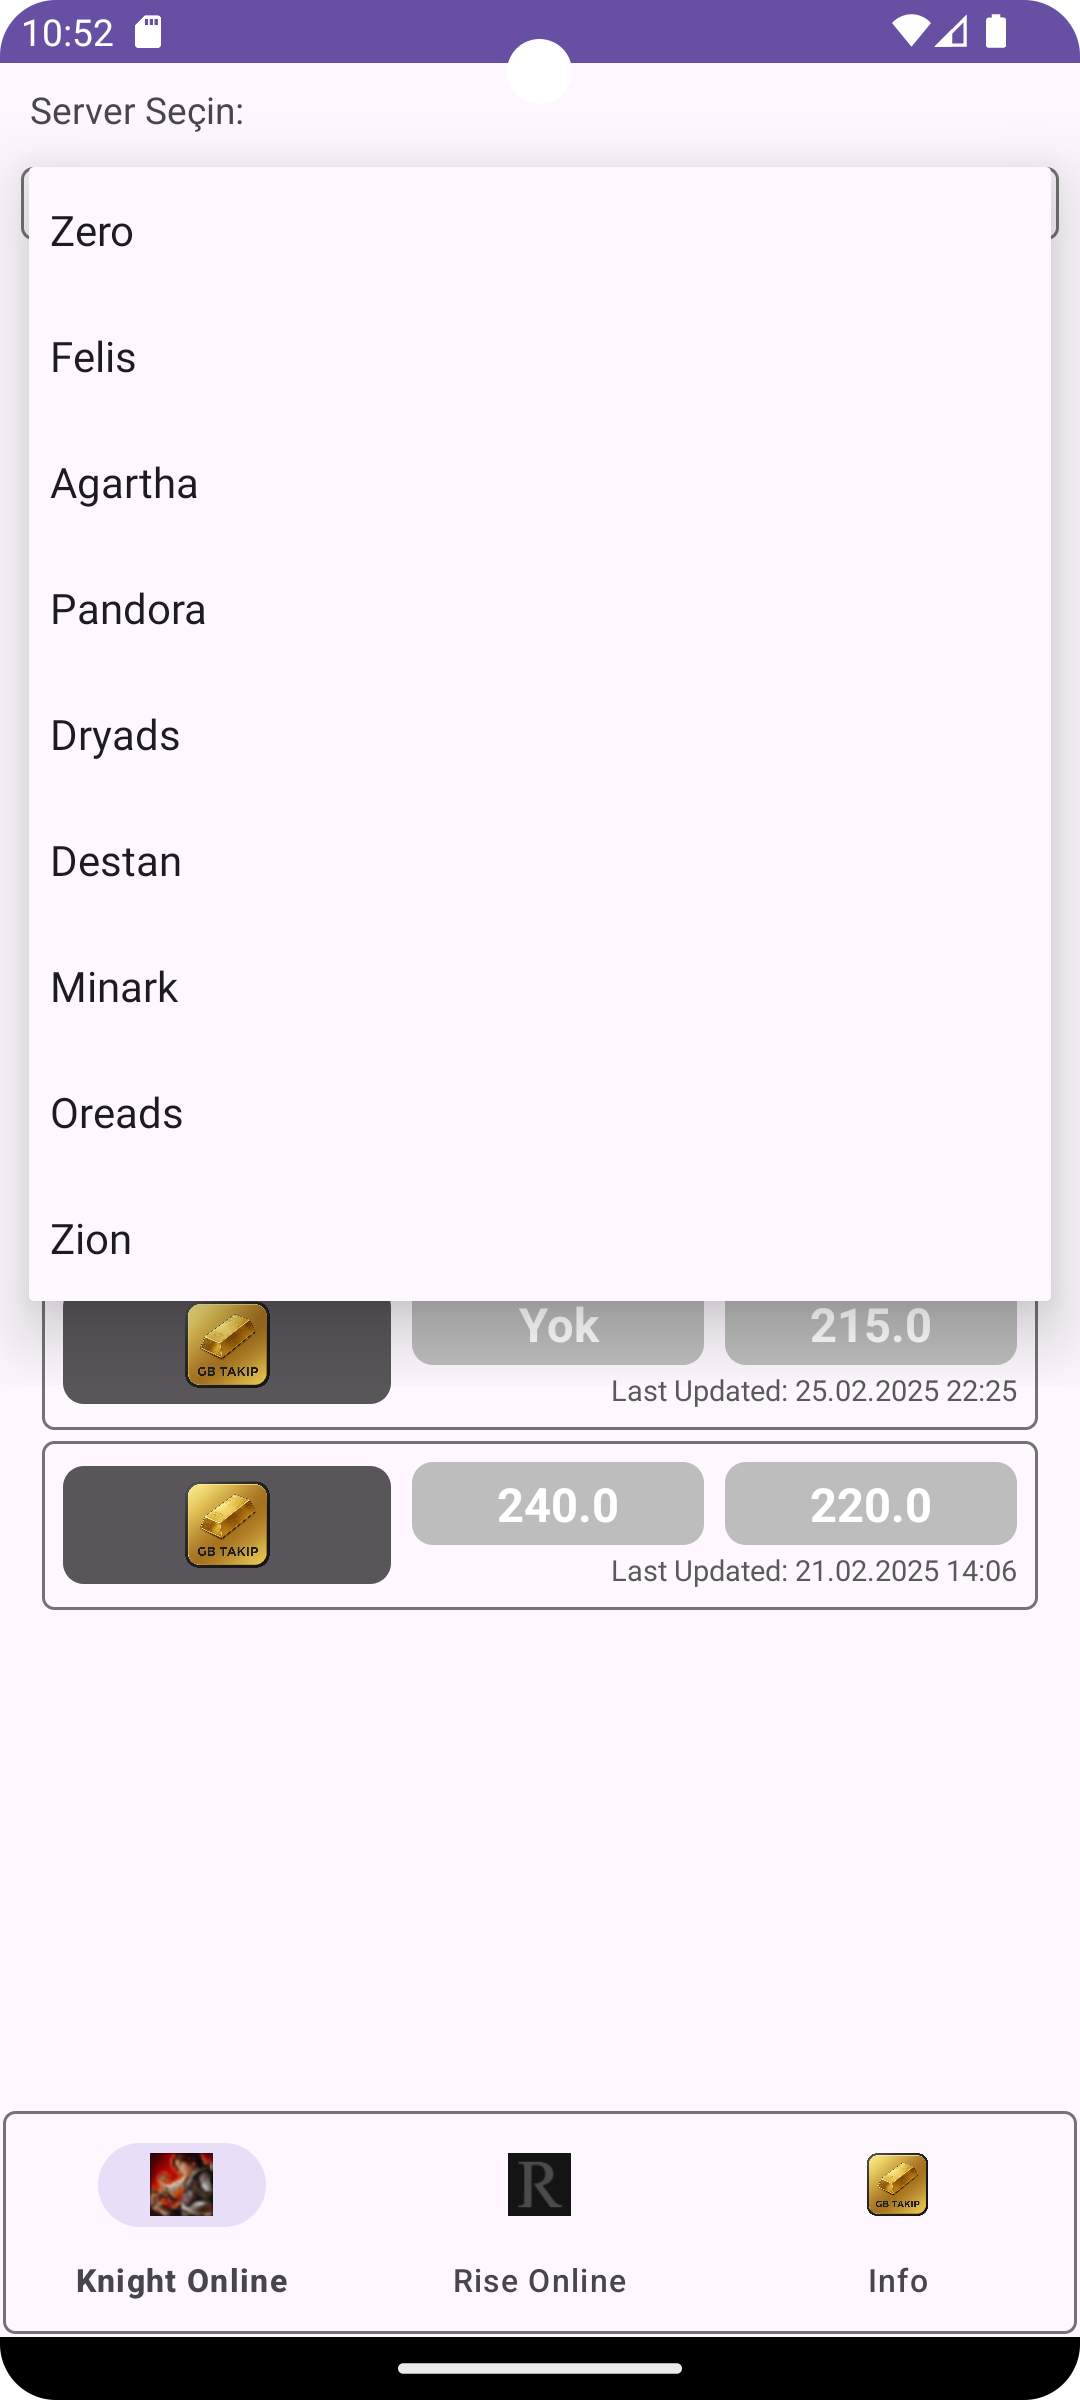 10:52
Server Seçin:
Zero
Felis
Agartha
Pandora
Dryads
Destan
Minark
Oreads
Zion
GB TAKIP
Yok
215.0
Last Updated: 25.02.2025 22:25
GB TAKIP
240.0
220.0
Last Updated: 21.02.2025 14:06
R
GB TAKIP
Knight Online
Rise Online
Info